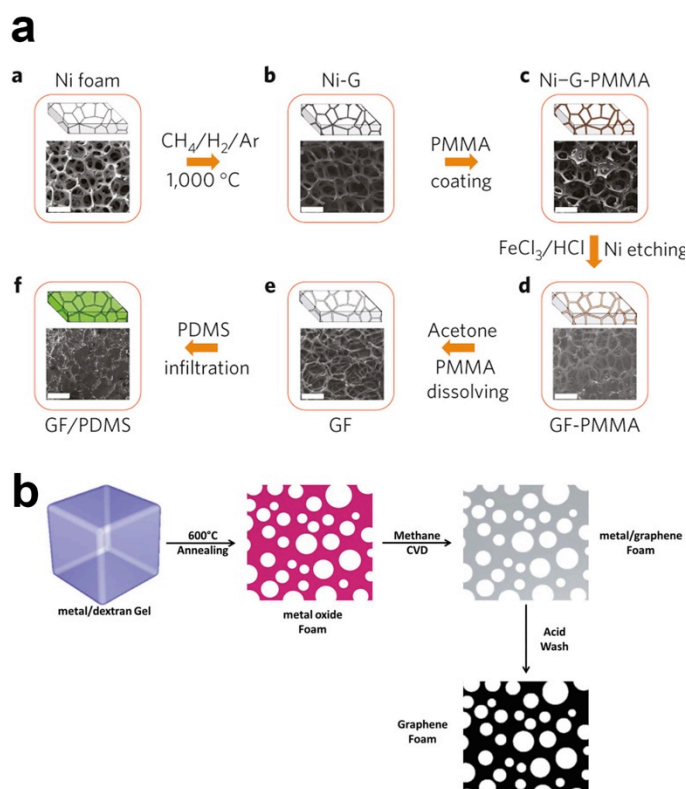 a
a
Ni foam
CH₄/H₂/Ar
1,000 °C
b
Ni-G
PMMA
coating
c
Ni–G-PMMA
FeCl₃/HCl
Ni etching
d
GF-PMMA
Acetone
PMMA
dissolving
e
GF
PDMS
infiltration
f
GF/PDMS
b
metal/dextran Gel
600°C
Annealing
metal oxide
Foam
Methane
CVD
metal/graphene
Foam
Acid
Wash
Graphene
Foam